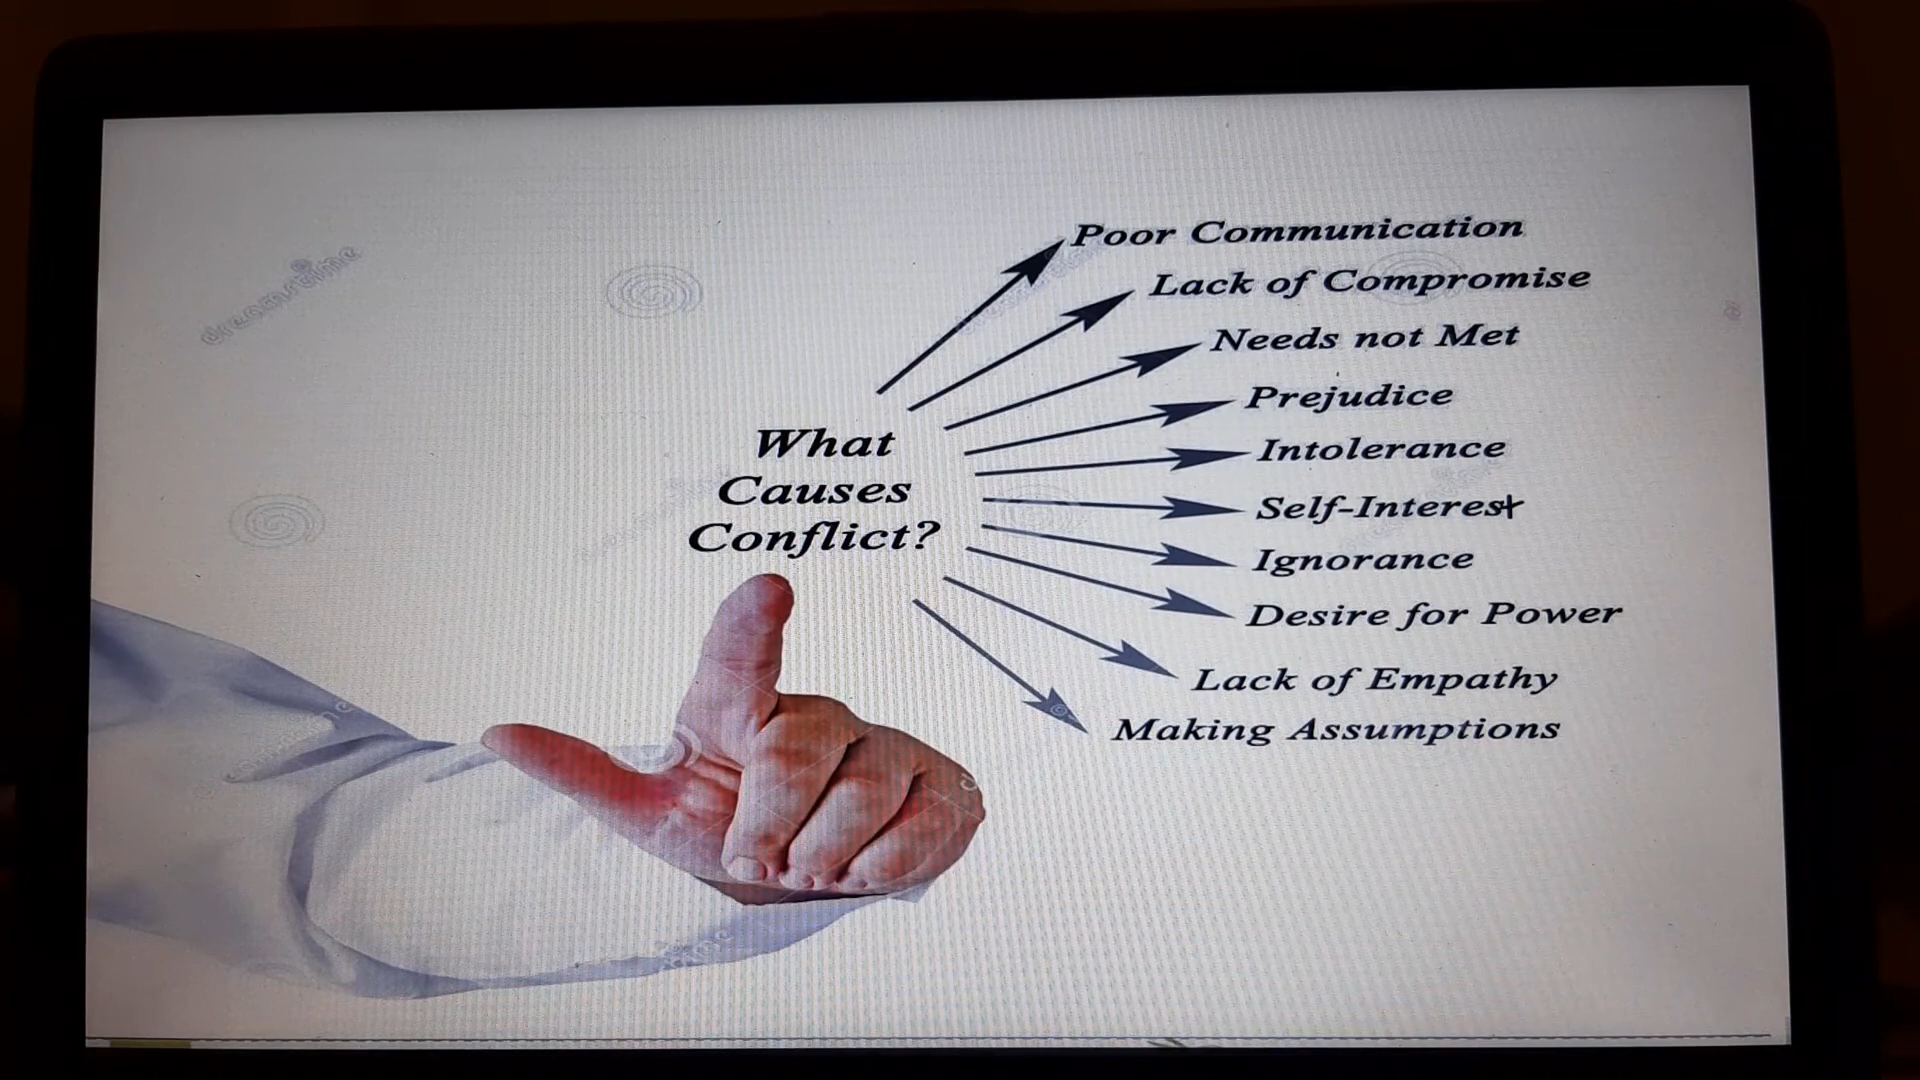 What
Causes
Conflict?
Poor Communication
Lack of Compromise
Needs not Met
Prejudice
Intolerance
Self-Interest
Ignorance
Desire for Power
Lack of Empathy
Making Assumptions
dreamstime